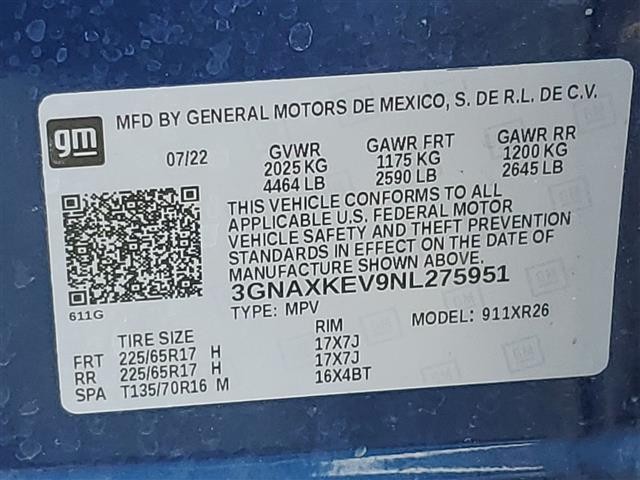 MFD BY GENERAL MOTORS DE MEXICO, S. DE R.L. DE C.V.
gm
07/22 GVWR GAWR FRT GAWR RR
2025 KG 1175 KG 1200 KG
4464 LB 2590 LB 2645 LB
THIS VEHICLE CONFORMS TO ALL
APPLICABLE U.S. FEDERAL MOTOR
VEHICLE SAFETY AND THEFT PREVENTION
STANDARDS IN EFFECT ON THE DATE OF
MANUFACTURE SHOWN ABOVE.
3GNAXKEV9NL275951
611G
TYPE: MPV MODEL: 911XR26
TIRE SIZE RIM
FRT 225/65R17 H 17X7J
RR 225/65R17 H 17X7J
SPA T135/70R16 M 16X4BT